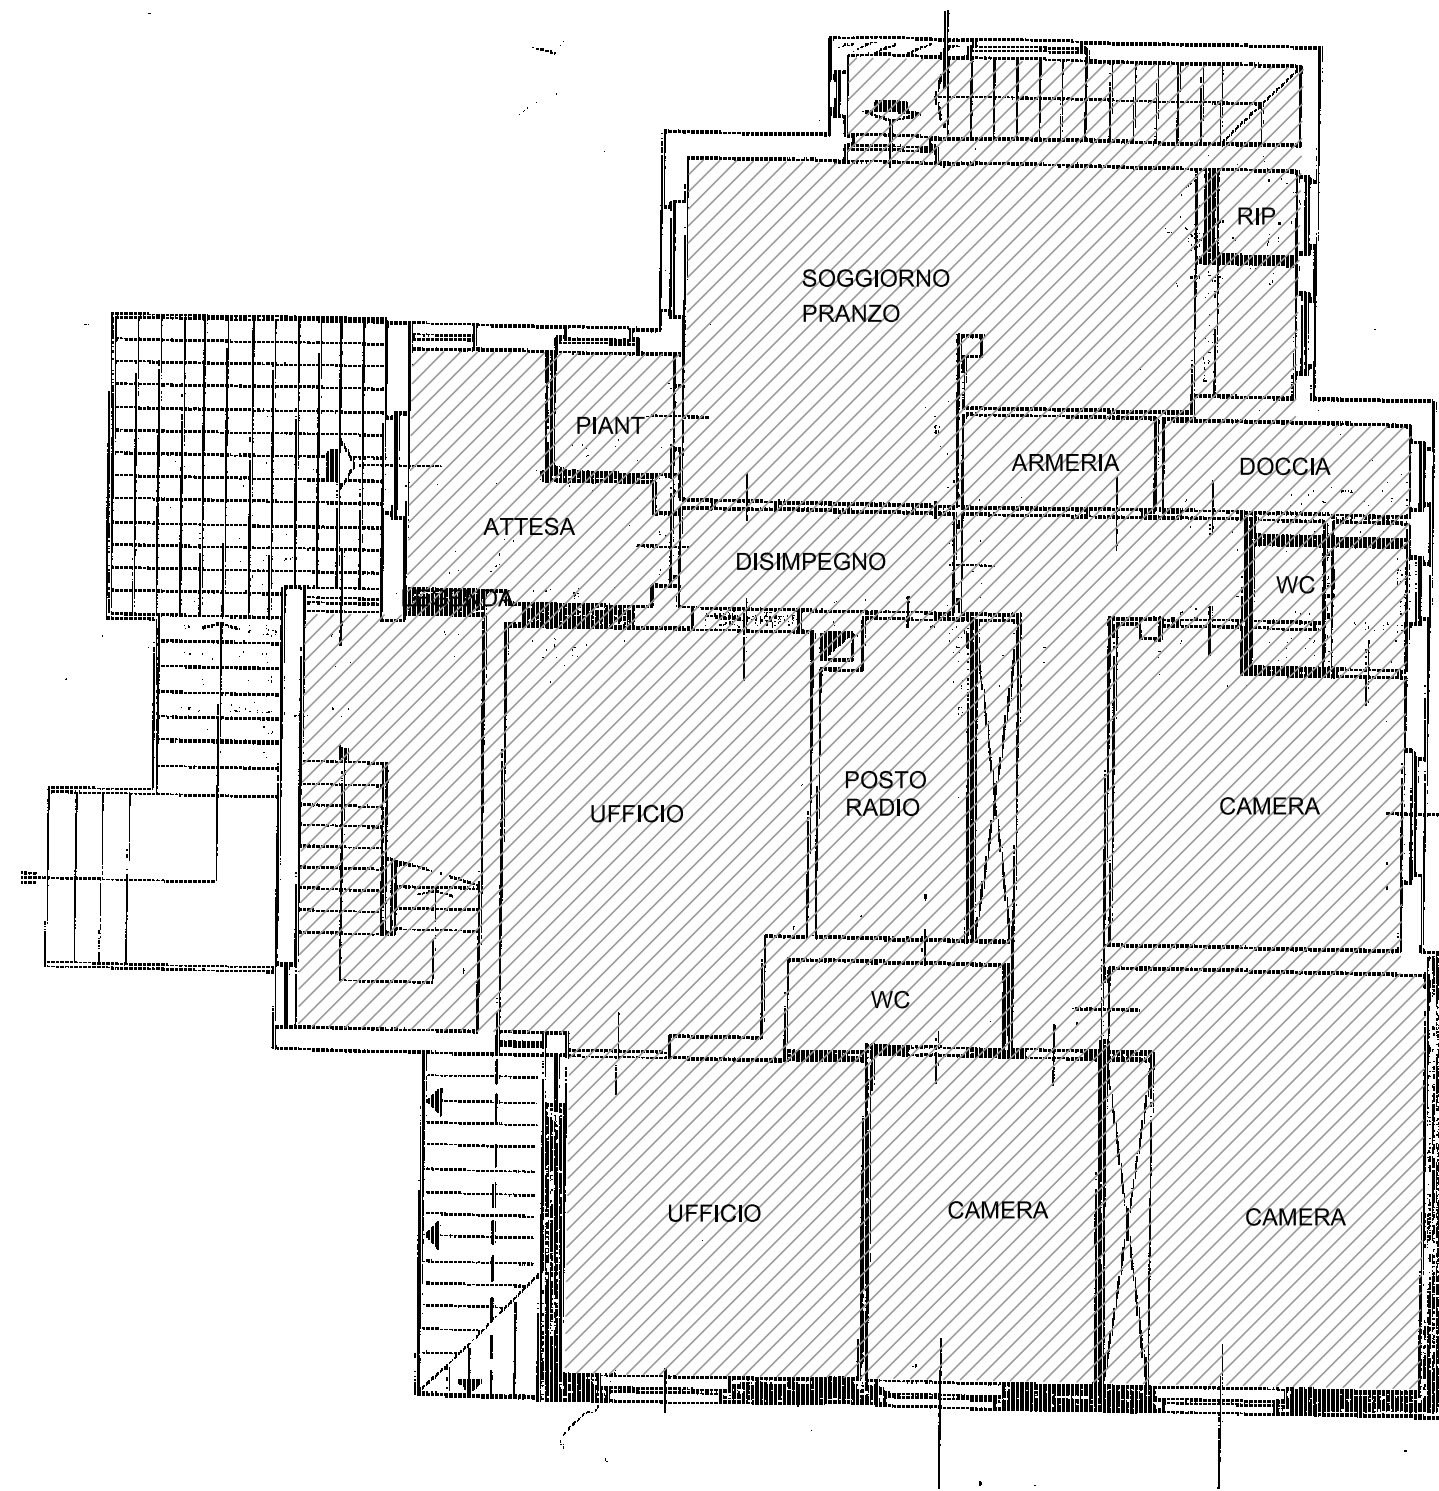 RIP.
SOGGIORNO
PRANZO
PIANT
ARMERIA
DOCCIA
ATTESA
DISIMPEGNO
WC
POSTO
RADIO
UFFICIO
CAMERA
WC
UFFICIO
CAMERA
CAMERA